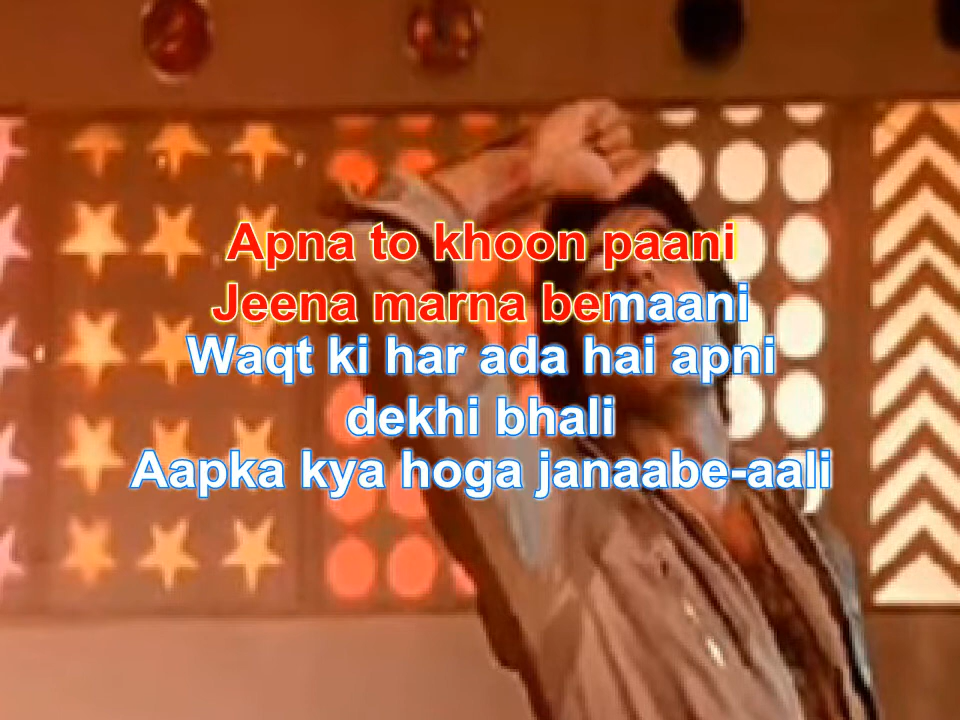 Apna to khoon paani
Jeena marna bemaani
Waqt ki har ada hai apni
dekhi bhali
Aapka kya hoga janaabe-aali